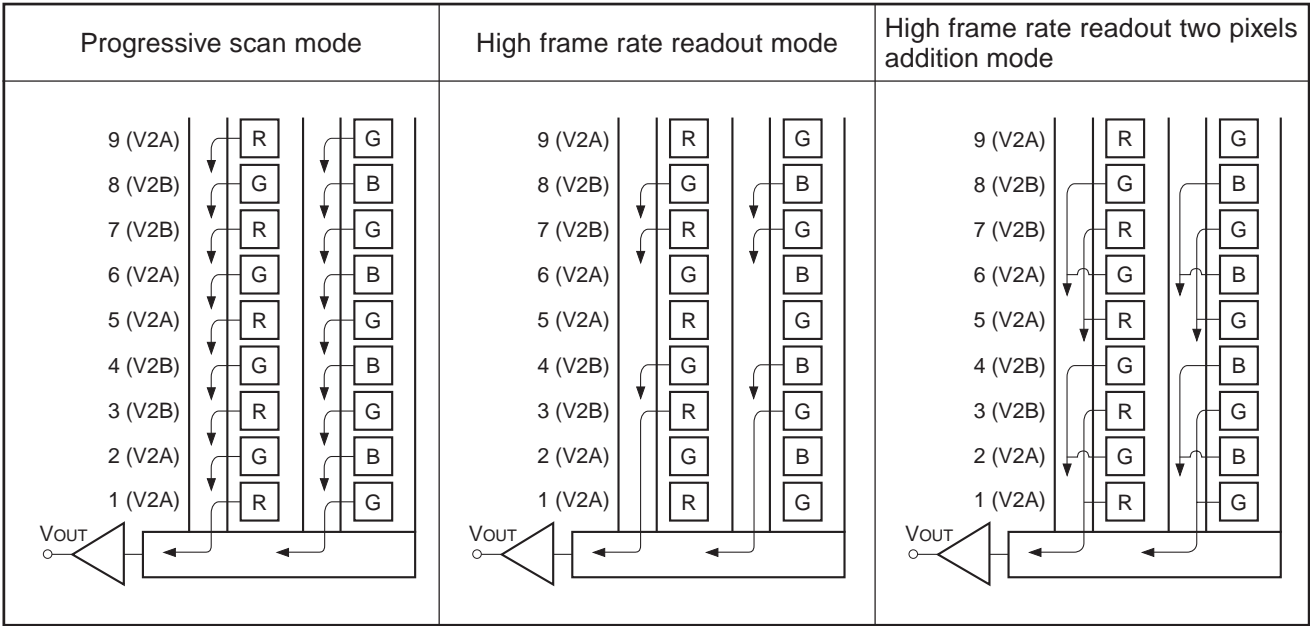 Progressive scan mode
High frame rate readout mode
High frame rate readout two pixels
addition mode
9 (V2A) R G
8 (V2B) G B
7 (V2B) R G
6 (V2A) G B
5 (V2A) R G
4 (V2B) G B
3 (V2B) R G
2 (V2A) G B
1 (V2A) R G
VOUT
9 (V2A) R G
8 (V2B) G B
7 (V2B) R G
6 (V2A) G B
5 (V2A) R G
4 (V2B) G B
3 (V2B) R G
2 (V2A) G B
1 (V2A) R G
VOUT
9 (V2A) R G
8 (V2B) G B
7 (V2B) R G
6 (V2A) G B
5 (V2A) R G
4 (V2B) G B
3 (V2B) R G
2 (V2A) G B
1 (V2A) R G
VOUT